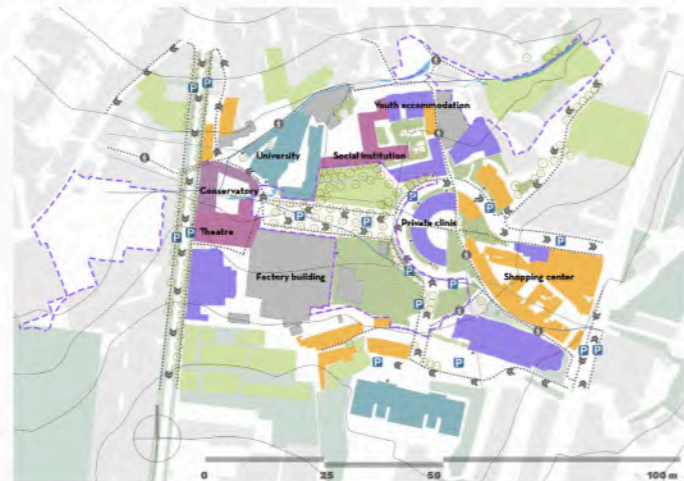 P
P
Youth accommodation
University
Social institution
Conservatory
P
P
P
P
Private clinic
Theatre
P
P
P
P
Factory building
P
P
Shopping center
P
P
P
P
0 25 50 100 m